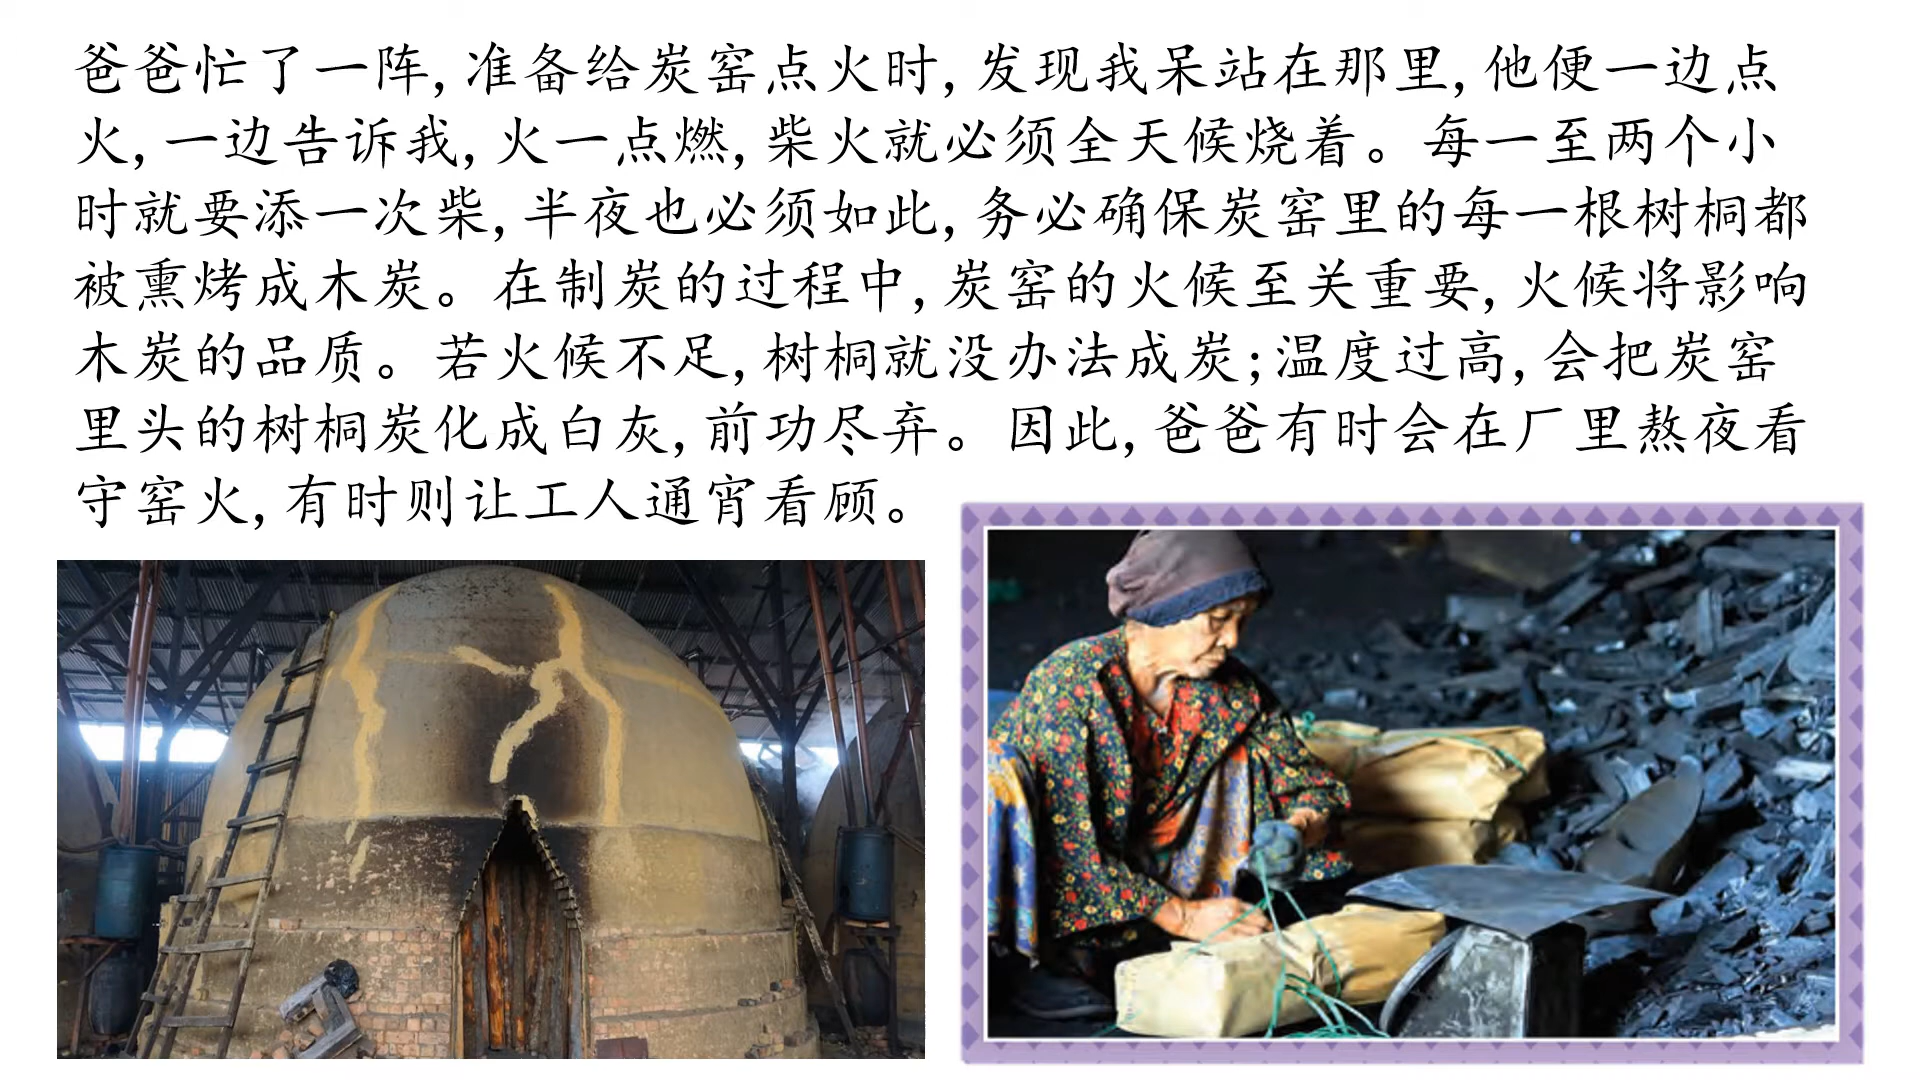 爸爸忙了一阵,准备给炭窑点火时,发现我呆站在那里,他便一边点
火,一边告诉我,火一点燃,柴火就必须全天候烧着。每一至两个小
时就要添一次柴,半夜也必须如此,务必确保炭窑里的每一根树桐都
被熏烤成木炭。在制炭的过程中,炭窑的火候至关重要,火候将影响
木炭的品质。若火候不足,树桐就没办法成炭;温度过高,会把炭窑
里头的树桐炭化成白灰,前功尽弃。因此,爸爸有时会在厂里熬夜看
守窑火,有时则让工人通宵看顾。